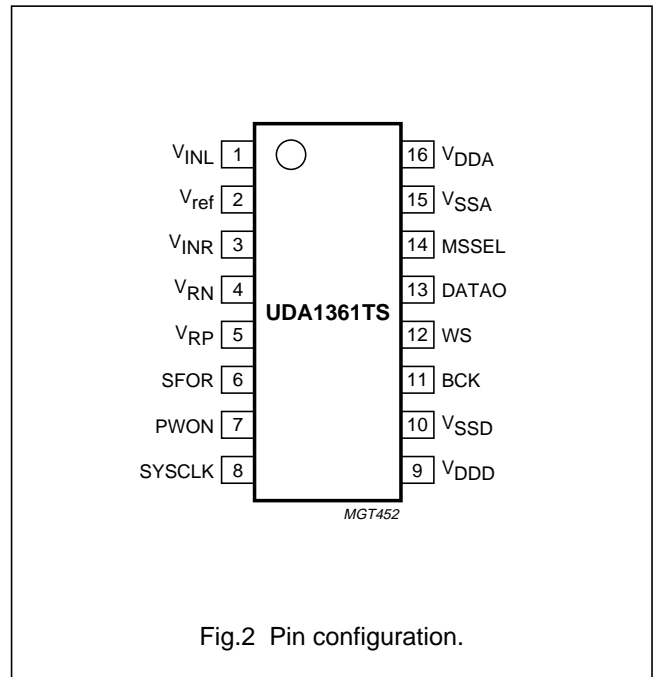 VINL 1 16 VDDA
Vref 2 15 VSSA
VINR 3 14 MSSEL
VRN 4 13 DATAO
UDA1361TS
VRP 5 12 WS
SFOR 6 11 BCK
PWON 7 10 VSSD
SYSCLK 8 9 VDDD
MGT452
Fig.2 Pin configuration.